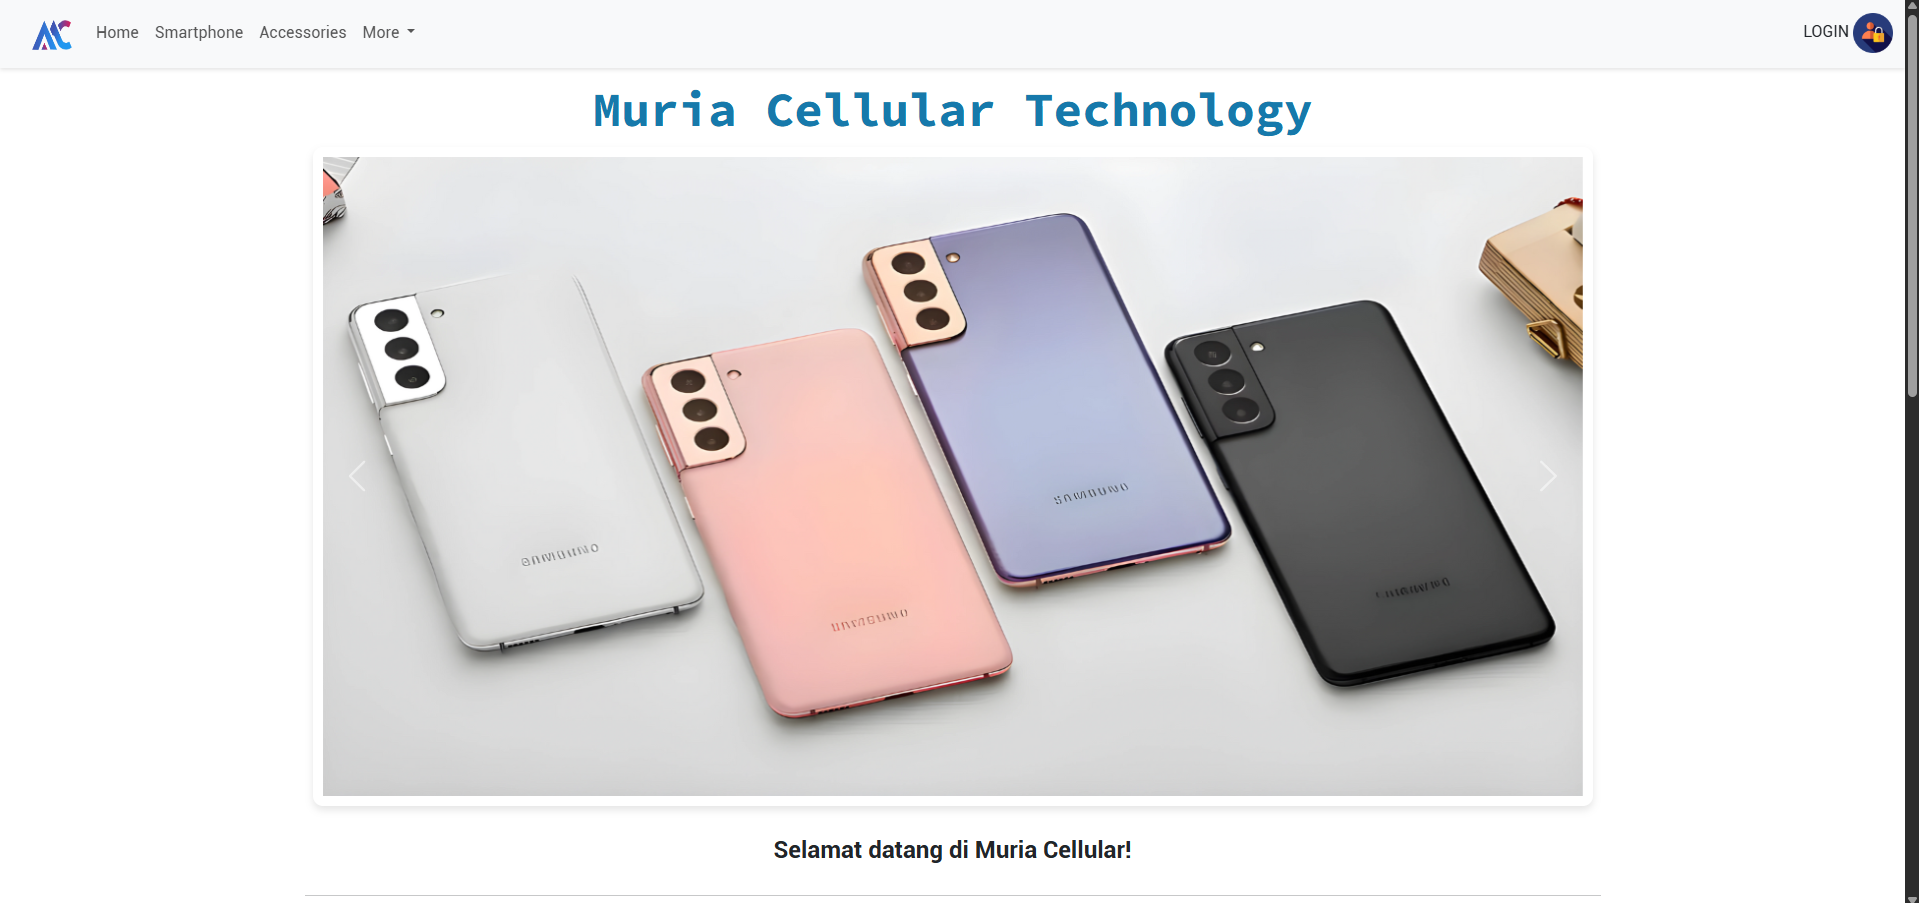 Home Smartphone Accessories More LOGIN
Muria Cellular Technology
SAMSUNG
SAMSUNG
SAMSUNG
SAMSUNG
Selamat datang di Muria Cellular!